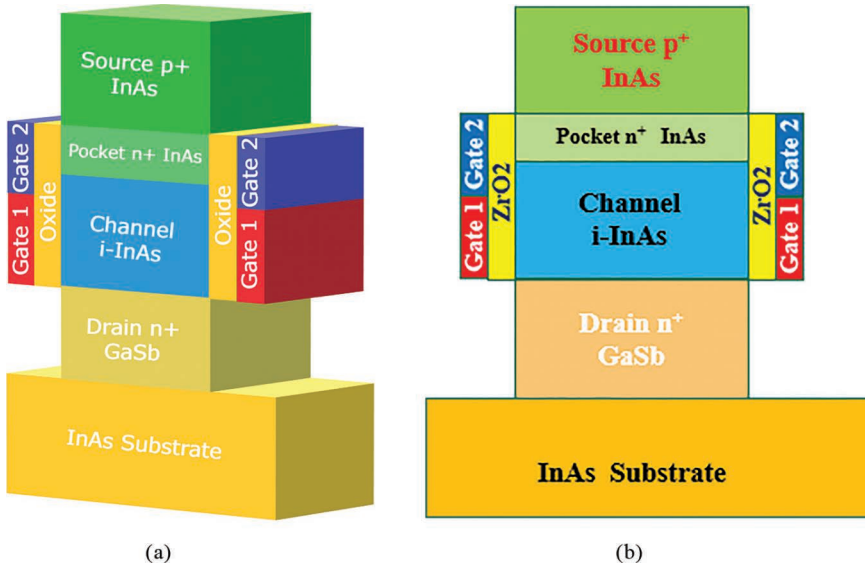 Source p+
InAs
Pocket n+ InAs
Gate 2
Gate 1
Oxide
Channel
i-InAs
Oxide
Gate 2
Gate 1
Drain n+
GaSb
InAs Substrate
(a)
Source p⁺
InAs
Pocket n⁺ InAs
Gate 2
Gate 1
ZrO2
Channel
i-InAs
ZrO2
Gate 2
Gate 1
Drain n⁺
GaSb
InAs Substrate
(b)